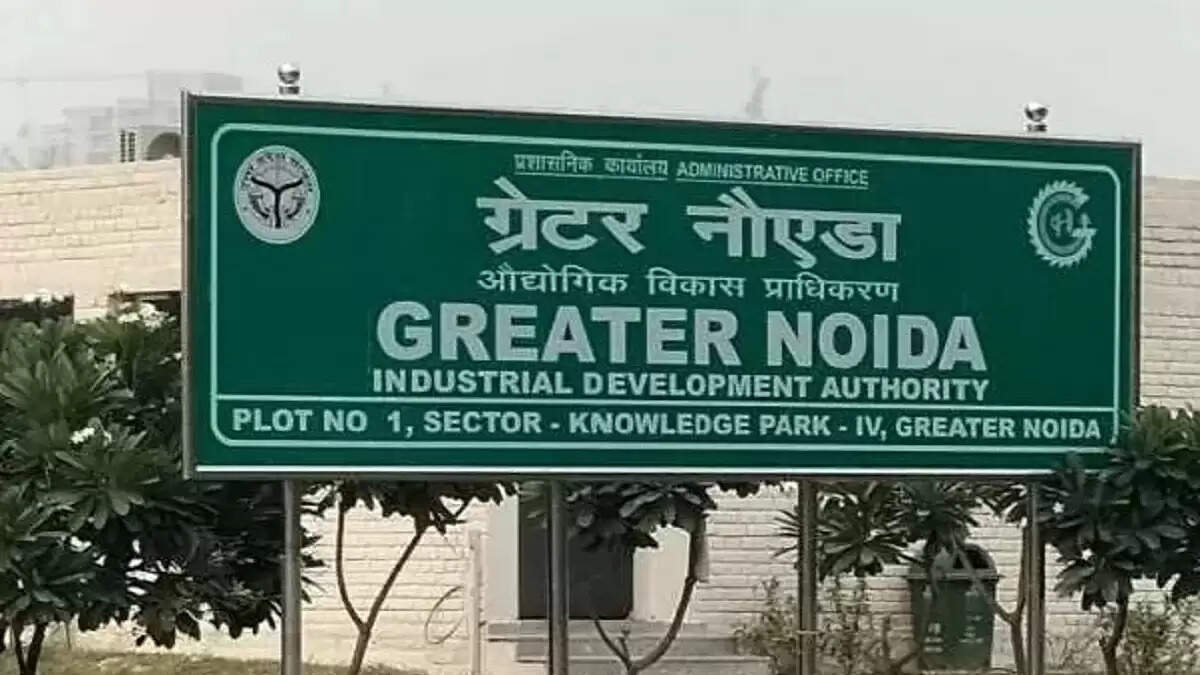 प्रशासनिक कार्यालय ADMINISTRATIVE OFFICE
ग्रेटर नौएडा
औद्योगिक विकास प्राधिकरण
GREATER NOIDA
INDUSTRIAL DEVELOPMENT AUTHORITY
PLOT NO 1, SECTOR - KNOWLEDGE PARK - IV, GREATER NOIDA